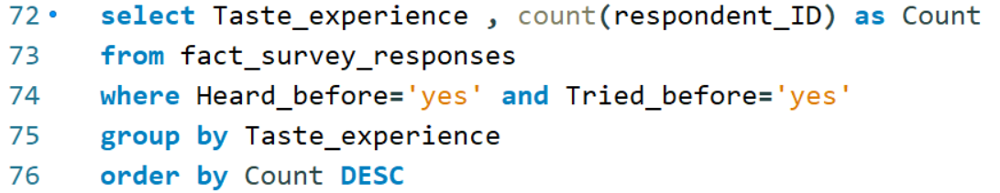 72 select Taste_experience , count(respondent_ID) as Count
73 from fact_survey_responses
74 where Heard_before='yes' and Tried_before='yes'
75 group by Taste_experience
76 order by Count DESC